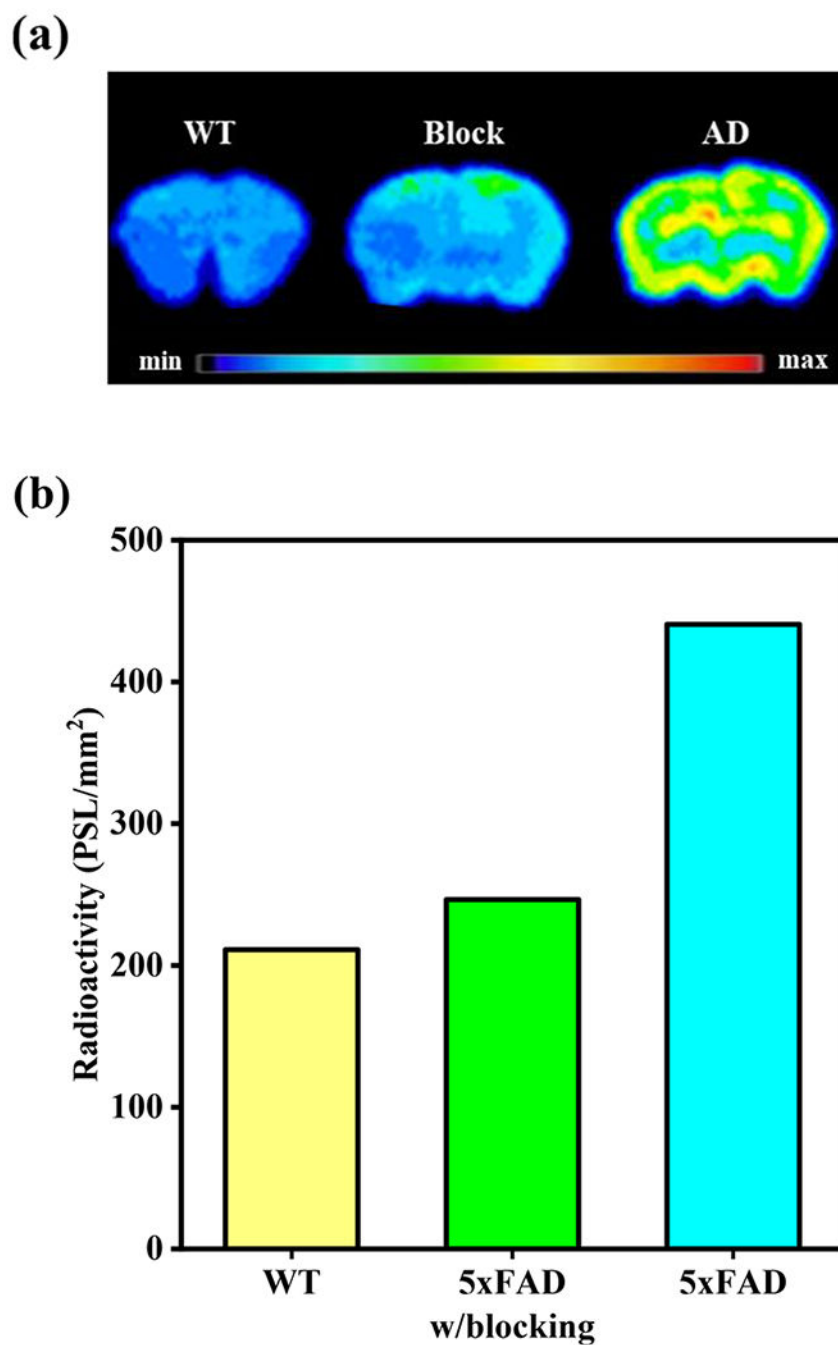 (a)
WT Block AD
min max
(b)
500
400
300
200
100
0
Radioactivity (PSL/mm²)
WT 5xFAD 5xFAD
w/blocking